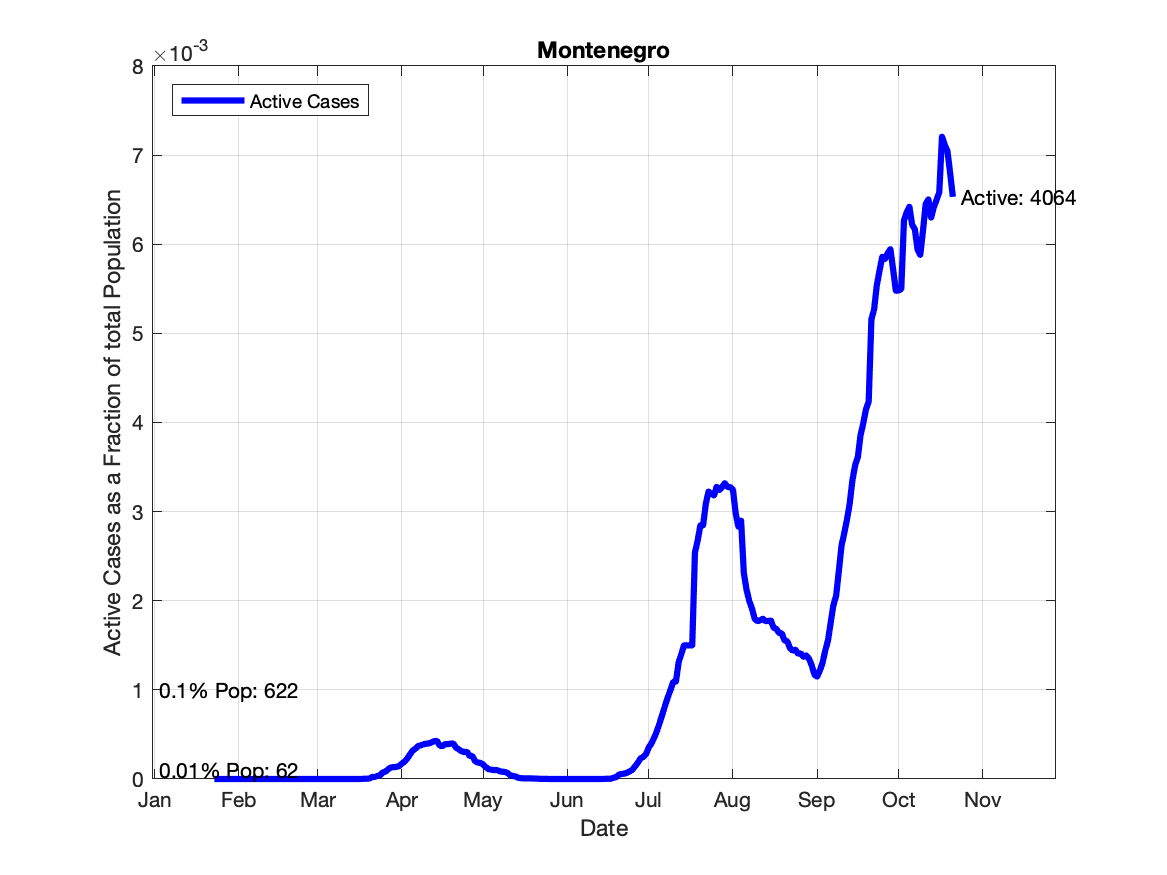 Montenegro
×10-3
Active Cases
8
7
6
5
4
3
2
1
0
Active Cases as a Fraction of total Population
Active: 4064
0.1% Pop: 622
0.01% Pop: 62
Jan Feb Mar Apr May Jun Jul Aug Sep Oct Nov
Date